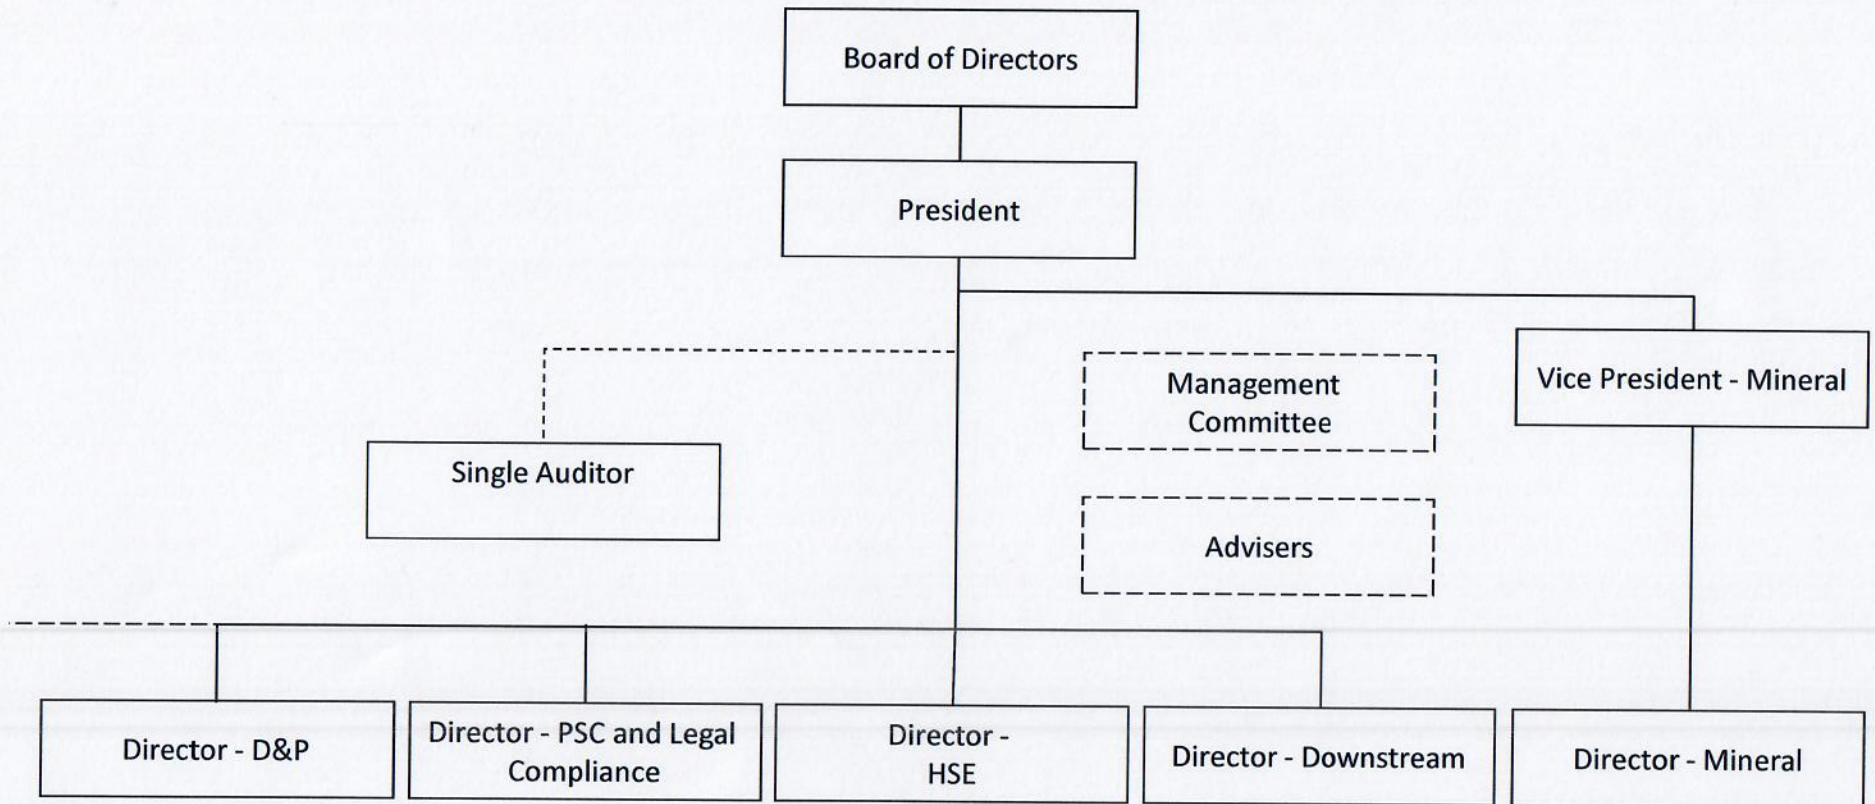 Board of Directors
President
Vice President - Mineral
Management
Committee
Single Auditor
Advisers
Director - D&P
Director - PSC and Legal
Compliance
Director -
HSE
Director - Downstream
Director - Mineral